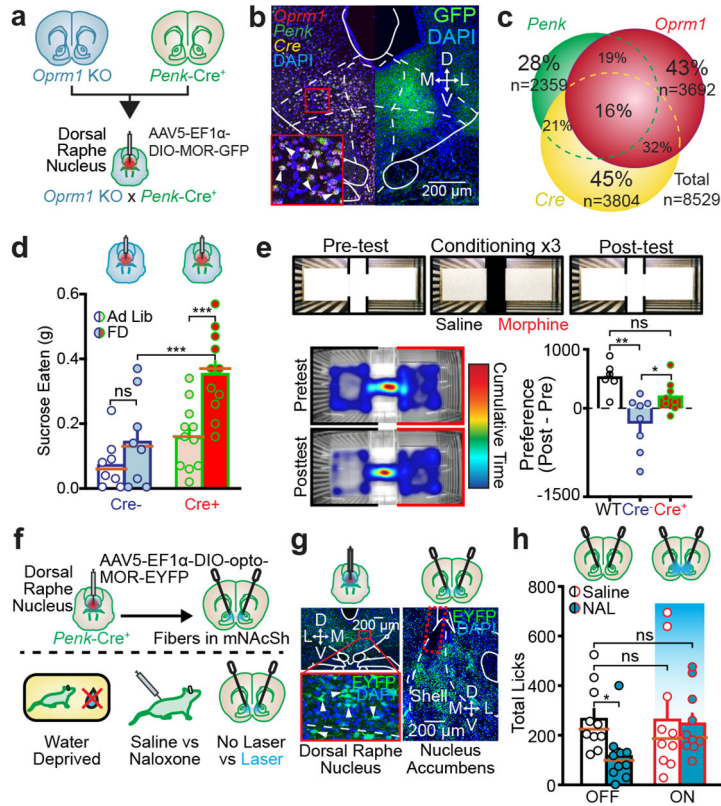 a
Oprm1 KO
Penk-Cre+
Dorsal
Raphe
Nucleus
AAV5-EF1α-
DIO-MOR-GFP
Oprm1 KO x Penk-Cre+
b
Oprm1
Penk
Cre
DAPI
GFP
DAPI
D
M
L
V
200 μm
c
Penk
Oprm1
28%
n=2359
19%
43%
n=3692
16%
21%
32%
45%
n=3804
Cre
Total
n=8529
d
Sucrose Eaten (g)
0.6
0.4
0.2
0.0
Ad Lib
FD
ns
***
***
Cre-
Cre+
e
Pre-test
Conditioning x3
Post-test
Saline
Morphine
Pretest
Posttest
Cumulative Time
Preference
(Post - Pre)
1000
0
-1500
ns
**
*
WT
Cre-
Cre+
f
AAV5-EF1α-DIO-opto-
MOR-EYFP
Dorsal
Raphe
Nucleus
Penk-Cre+
Fibers in mNAcSh
Water
Deprived
Saline vs
Naloxone
No Laser
vs Laser
g
D
L
M
V
200 μm
EYFP
DAPI
Dorsal Raphe
Nucleus
EYFP
DAPI
Shell
D
M
L
V
200 μm
Nucleus
Accumbens
h
Total Licks
800
600
400
200
0
Saline
NAL
ns
ns
*
OFF
ON